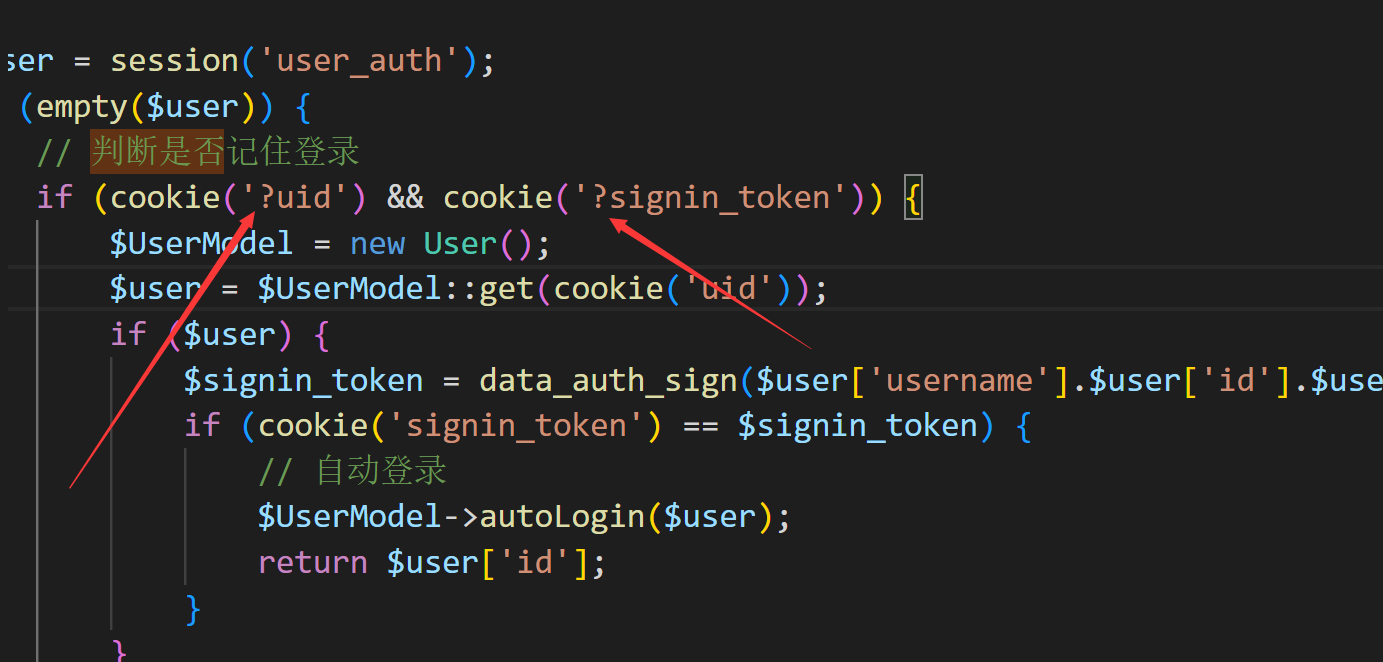 ser = session('user_auth');
(empty($user)) {
// 判断是否记住登录
if (cookie('?uid') && cookie('?signin_token')) {
$UserModel = new User();
$user = $UserModel::get(cookie('uid'));
if ($user) {
$signin_token = data_auth_sign($user['username'].$user['id'].$use
if (cookie('signin_token') == $signin_token) {
// 自动登录
$UserModel->autoLogin($user);
return $user['id'];
}
}